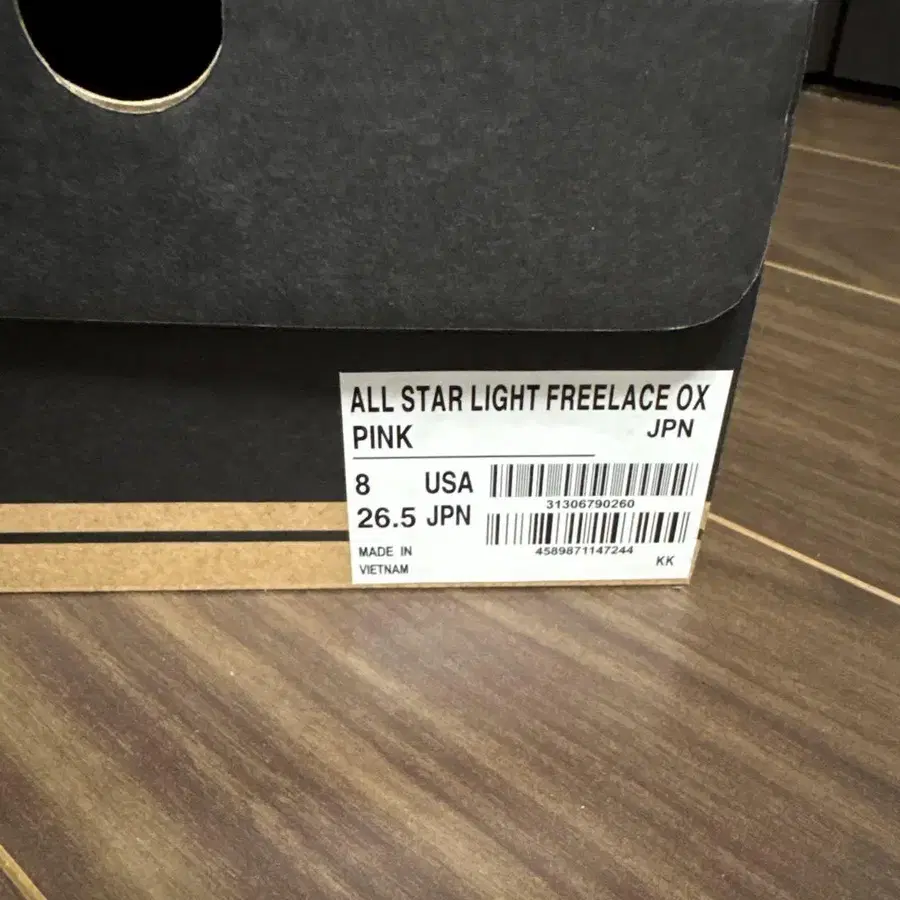 ALL STAR LIGHT FREELACE OX
PINK JPN
8 USA
31306790260
26.5 JPN
4589871147244
MADE IN
VIETNAM
KK